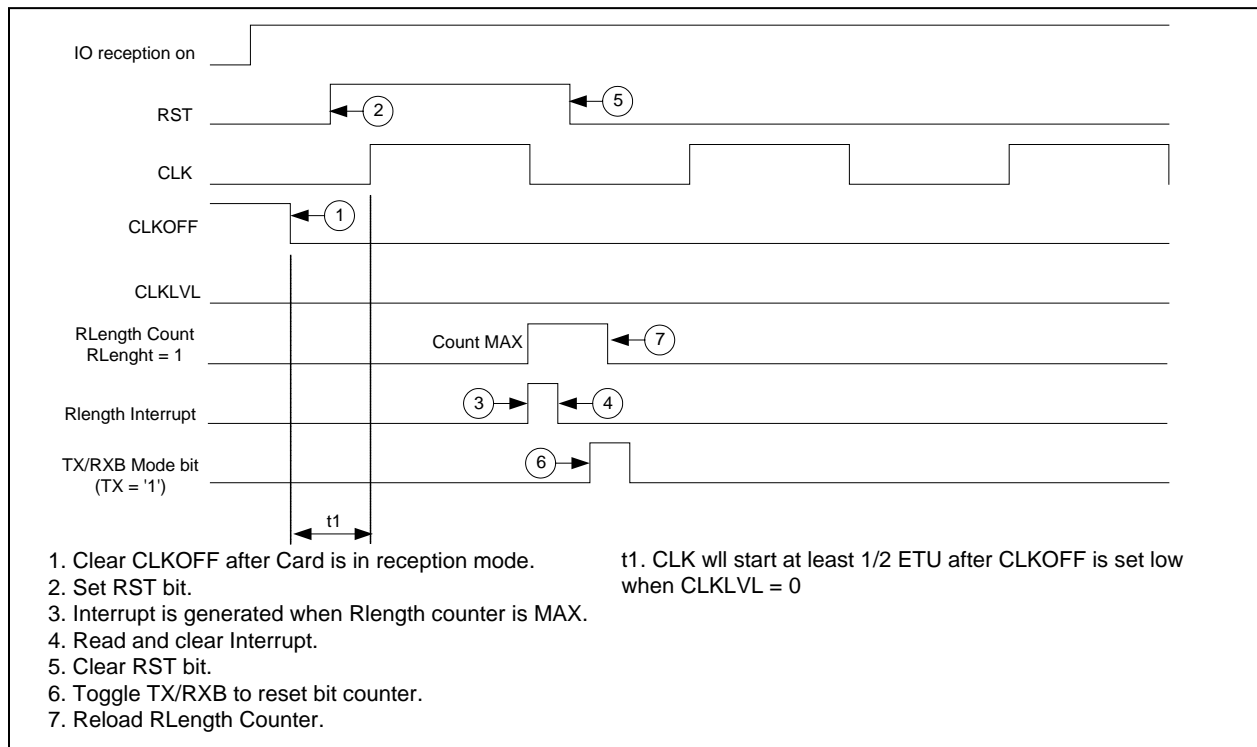 IO reception on
RST
2
5
CLK
CLKOFF
1
CLKLVL
RLength Count
RLenght = 1
Count MAX
7
Rlength Interrupt
3
4
TX/RXB Mode bit
(TX = '1')
6
t1
1. Clear CLKOFF after Card is in reception mode.
2. Set RST bit.
3. Interrupt is generated when Rlength counter is MAX.
4. Read and clear Interrupt.
5. Clear RST bit.
6. Toggle TX/RXB to reset bit counter.
7. Reload RLength Counter.
t1. CLK wll start at least 1/2 ETU after CLKOFF is set low
when CLKLVL = 0